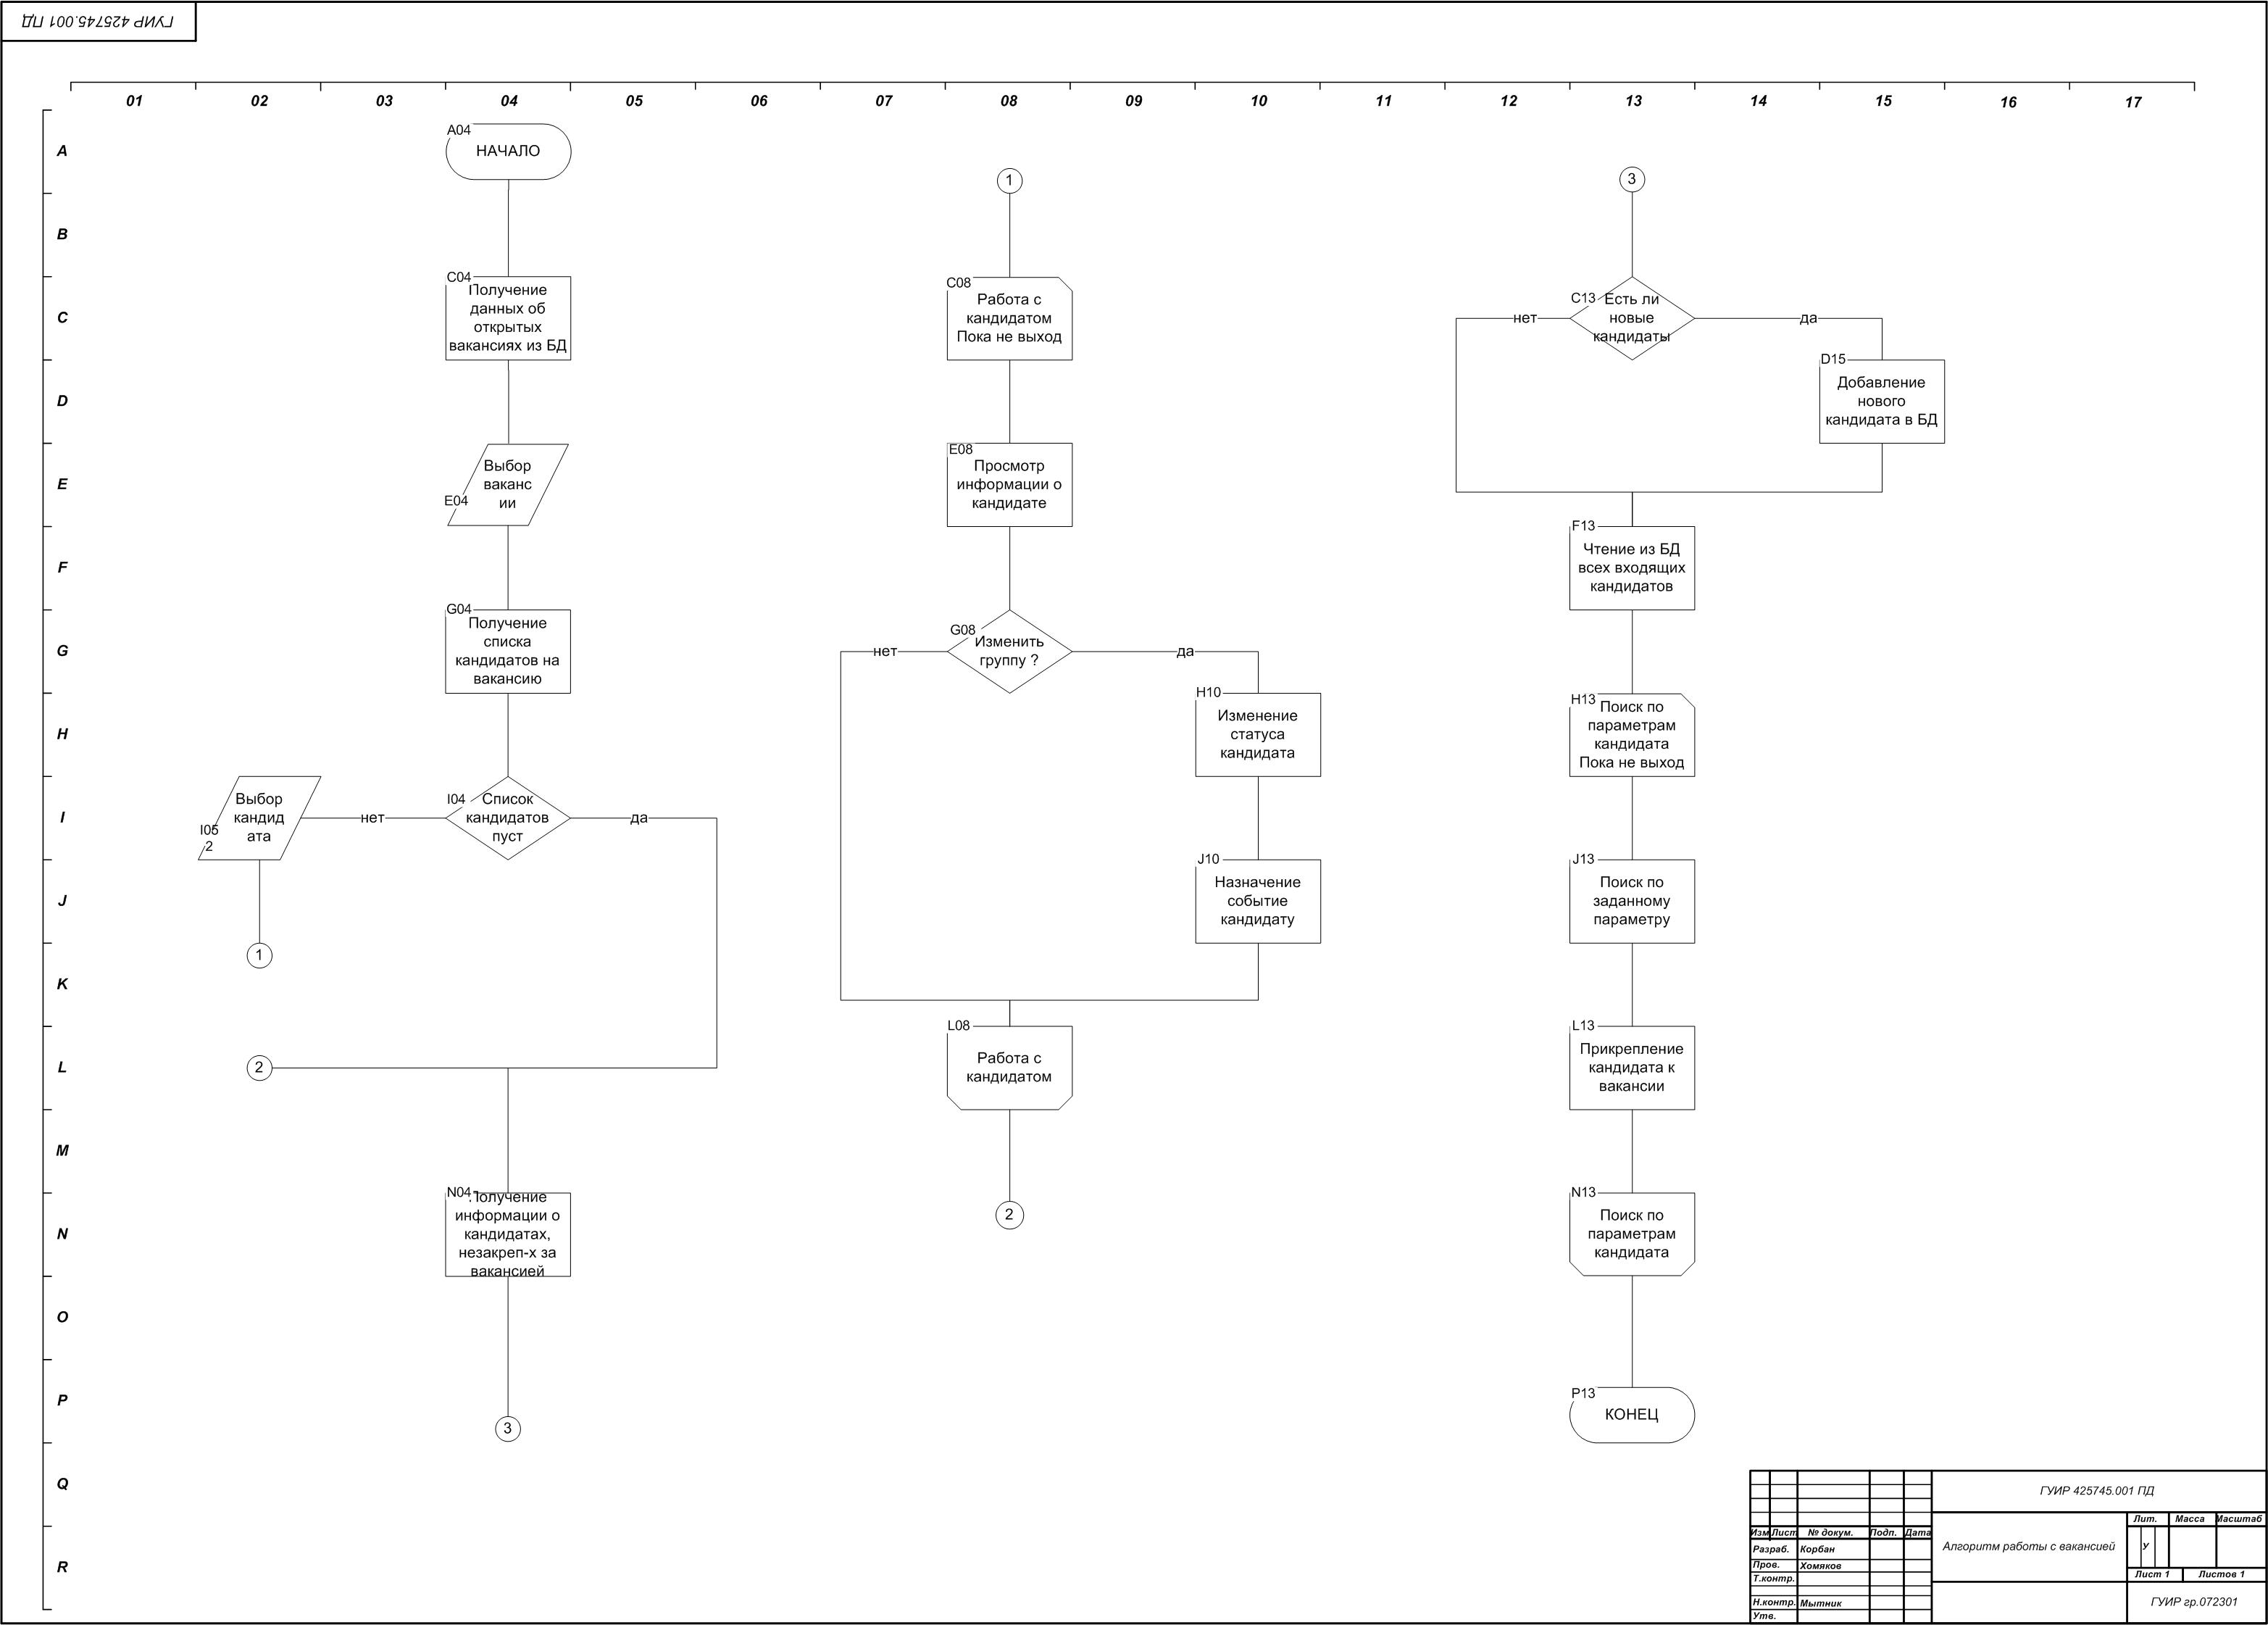 ГУИР 425745.001 ПД
01 02 03 04 05 06 07 08 09 10 11 12 13 14 15 16 17
A
B
C
D
E
F
G
H
I
J
K
L
M
N
O
P
Q
R
A04
НАЧАЛО
C04
Получение
данных об
открытых
вакансиях из БД
E04
Выбор
ваканс
ии
G04
Получение
списка
кандидатов на
вакансию
I04
Список
кандидатов
пуст
нет
да
I05
2
Выбор
кандид
ата
1
2
N04
Получение
информации о
кандидатах,
незакреп-х за
вакансией
3
1
C08
Работа с
кандидатом
Пока не выход
E08
Просмотр
информации о
кандидате
G08
Изменить
группу ?
нет
да
H10
Изменение
статуса
кандидата
J10
Назначение
событие
кандидату
L08
Работа с
кандидатом
2
3
C13
Есть ли
новые
кандидаты
нет
да
D15
Добавление
нового
кандидата в БД
F13
Чтение из БД
всех входящих
кандидатов
H13
Поиск по
параметрам
кандидата
Пока не выход
J13
Поиск по
заданному
параметру
L13
Прикрепление
кандидата к
вакансии
N13
Поиск по
параметрам
кандидата
P13
КОНЕЦ
ГУИР 425745.001 ПД
Изм Лист № докум. Подп. Дата
Разраб. Корбан
Пров. Хомяков
Т.контр.
Н.контр. Мытник
Утв.
Алгоритм работы с вакансией
Лит. Масса Масштаб
У
Лист 1 Листов 1
ГУИР гр.072301